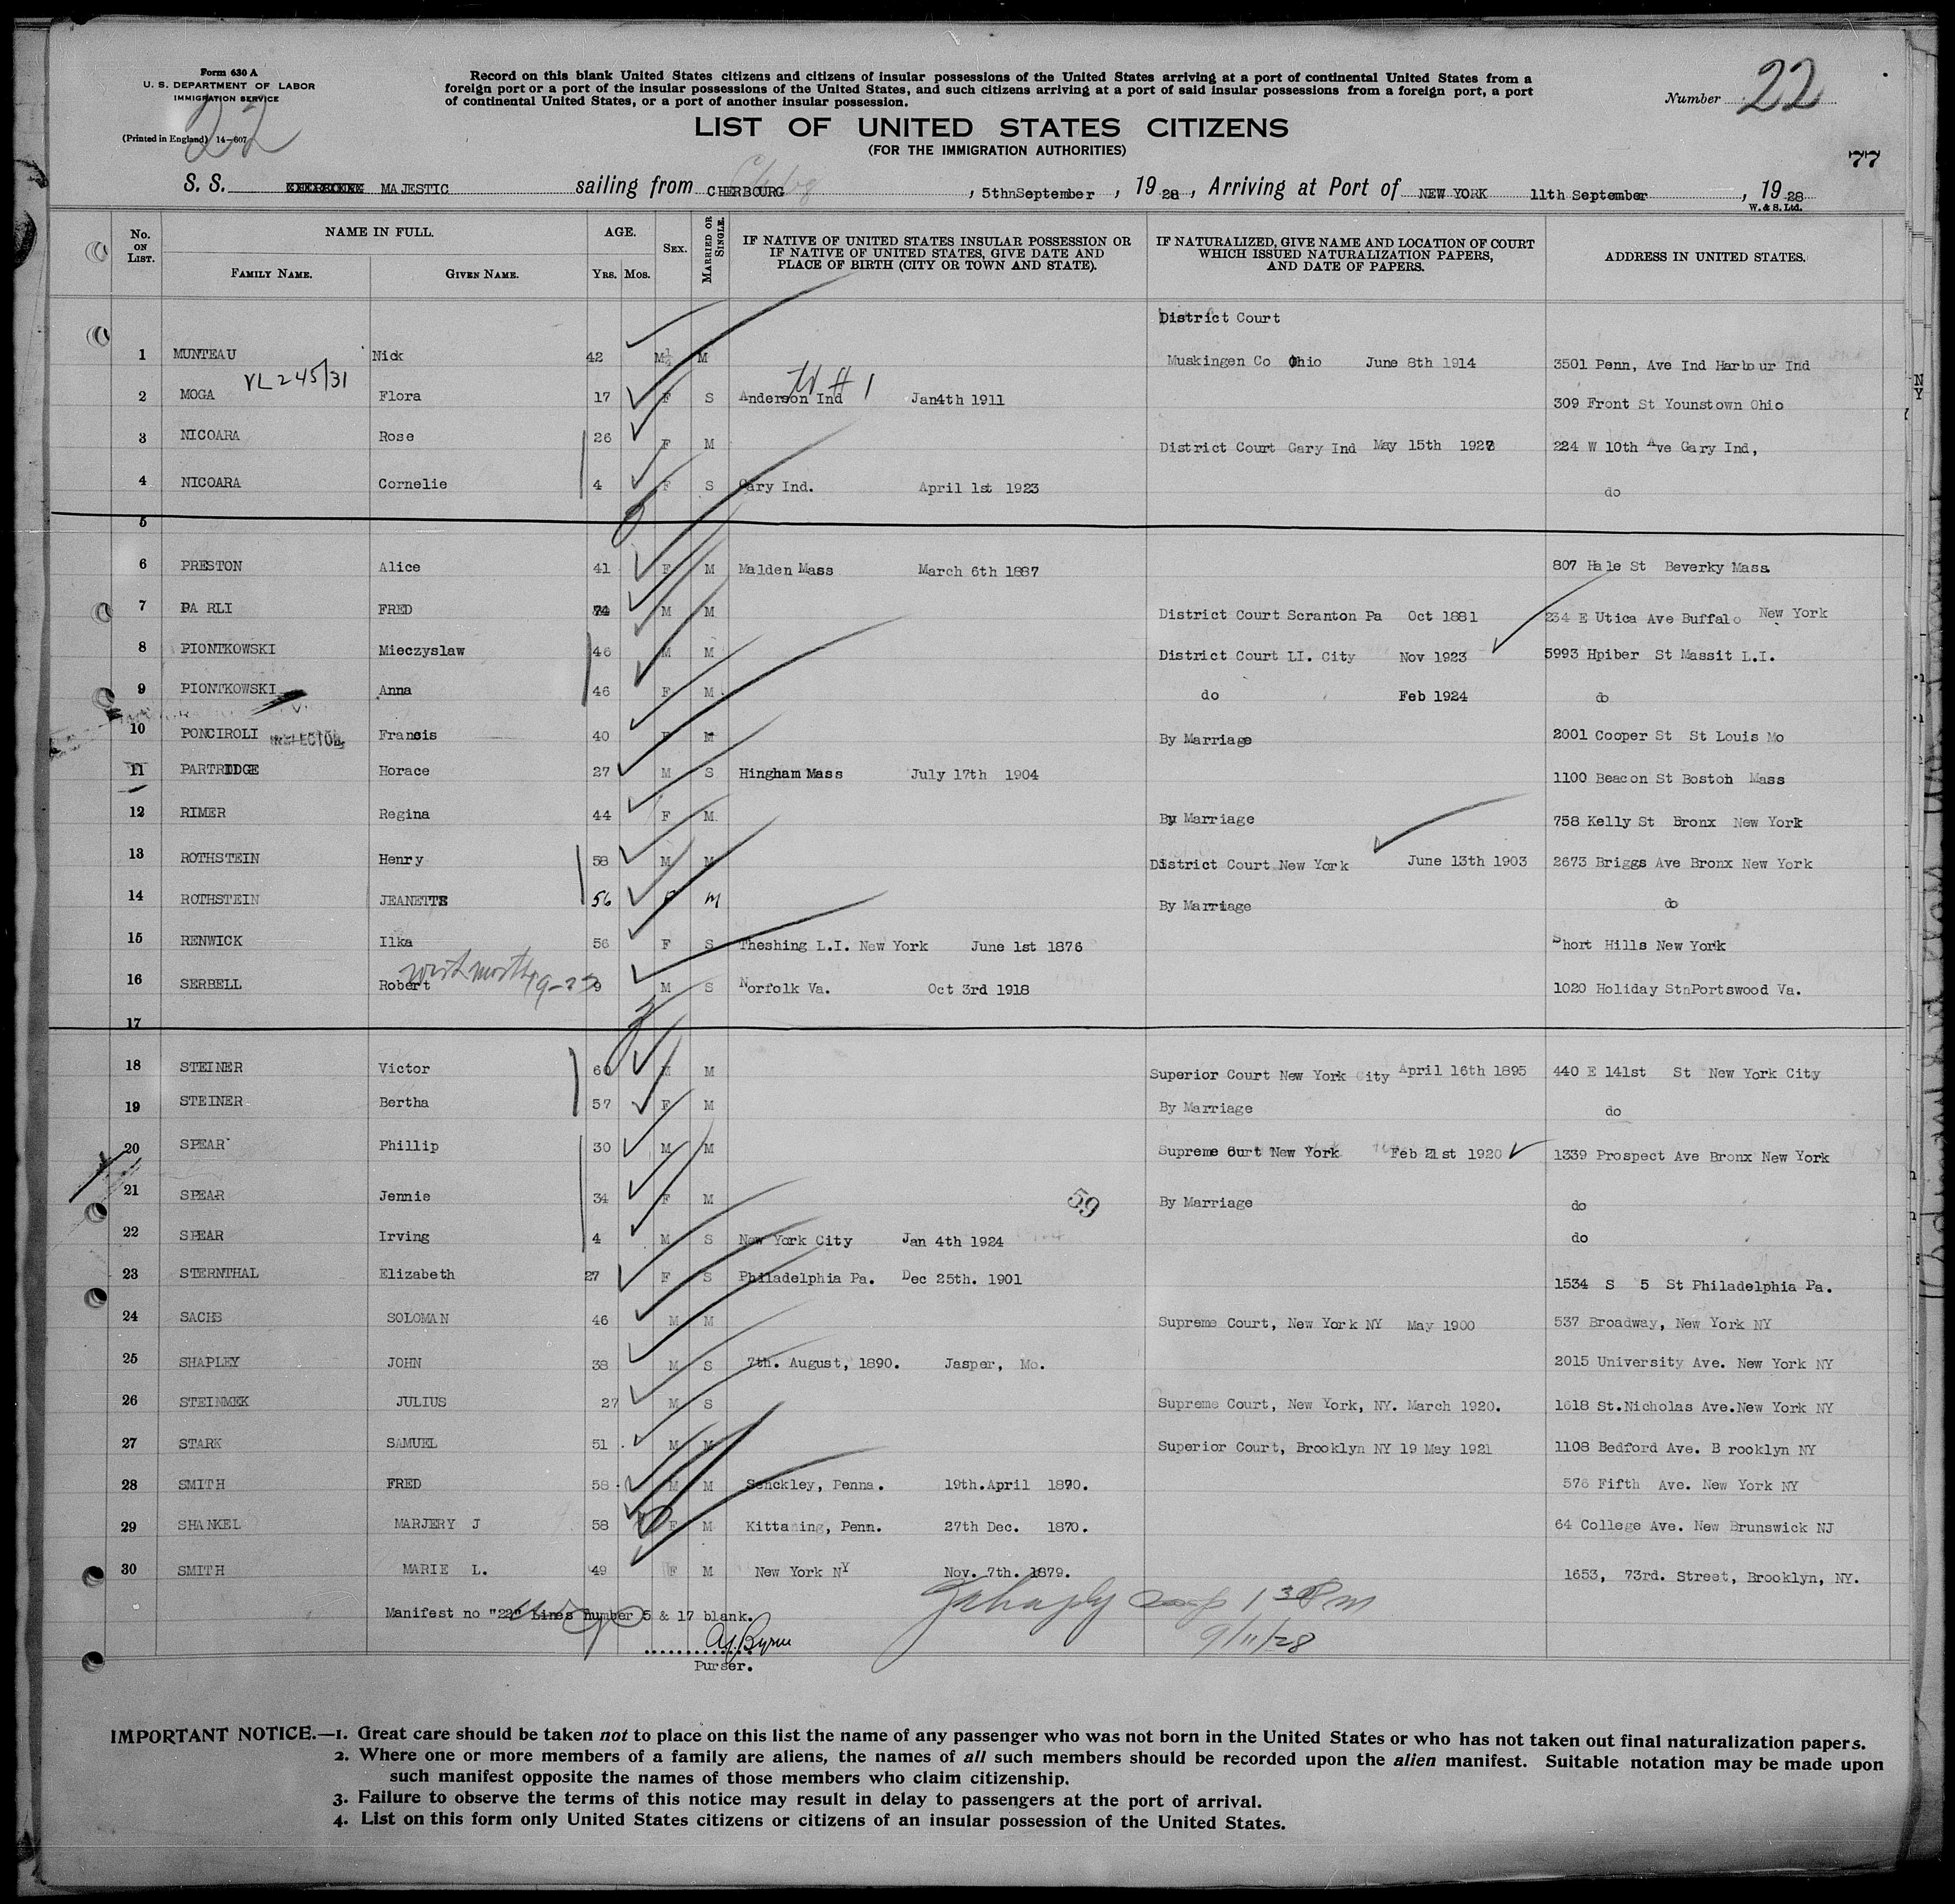 Form 630 A
U. S. DEPARTMENT OF LABOR
IMMIGRATION SERVICE
22
(Printed in England) 14—607
Record on this blank United States citizens and citizens of insular possessions of the United States arriving at a port of continental United States from a
foreign port or a port of the insular possessions of the United States, and such citizens arriving at a port of said insular possessions from a foreign port, a port
of continental United States, or a port of another insular possession.
Number 22
LIST OF UNITED STATES CITIZENS
(FOR THE IMMIGRATION AUTHORITIES)
77
S. S. MAJESTIC sailing from CHERBOURG , 5thnSeptember , 19 28 , Arriving at Port of NEW YORK 11th September , 19 28
W. & S. Ltd.
No. ON LIST. NAME IN FULL. AGE. SEX. MARRIED OR SINGLE. IF NATIVE OF UNITED STATES INSULAR POSSESSION OR IF NATIVE OF UNITED STATES, GIVE DATE AND PLACE OF BIRTH (CITY OR TOWN AND STATE). IF NATURALIZED, GIVE NAME AND LOCATION OF COURT WHICH ISSUED NATURALIZATION PAPERS, AND DATE OF PAPERS. ADDRESS IN UNITED STATES.
FAMILY NAME. GIVEN NAME. YRS. MOS.
District Court
1 MUNTEAU Nick 42 M M Muskingen Co Ohio June 8th 1914 3501 Penn, Ave Ind Harbour Ind
VL245/31
2 MOGA Flora 17 F S Anderson Ind Jan4th 1911 309 Front St Younstown Ohio
3 NICOARA Rose 26 F M District Court Gary Ind May 15th 1928 224 W 10th Ave Gary Ind,
4 NICOARA Cornelie 4 F S Gary Ind. April 1st 1923 do
5
6 PRESTON Alice 41 F M Malden Mass March 6th 1887 807 Hale St Beverky Mass
7 PA RLI FRED 74 M M District Court Scranton Pa Oct 1881 234 E Utica Ave Buffalo New York
8 PIONTKOWSKI Mieczyslaw 46 M M District Court LI. City Nov 1923 5993 Hpiber St Massit L.I.
9 PIONTKOWSKI Anna 46 F M do Feb 1924 do
10 PONCIROLI INSPECTOR. Francis 40 F M By Marriage 2001 Cooper St St Louis Mo
11 PARTRIDGE Horace 27 M S Hingham Mass July 17th 1904 1100 Beacon St Boston Mass
12 RIMER Regina 44 F M. By Marriage 758 Kelly St Bronx New York
13 ROTHSTEIN Henry 58 M M District Court New York June 13th 1903 2673 Briggs Ave Bronx New York
14 ROTHSTEIN JEANETTE 56 F M By Marriage do
15 RENWICK Ilka 56 F S Theshing L.I. New York June 1st 1876 Short Hills New York
16 SERBELL Robert 9 M S Norfolk Va. Oct 3rd 1918 1020 Holiday StnPortswood Va.
17
18 STEINER Victor 60 M M Superior Court New York City April 16th 1895 440 E 141st St New York City
19 STEINER Bertha 57 F M By Marriage do
20 SPEAR Phillip 30 M M Supreme Ourt New York Feb 21st 1920 1339 Prospect Ave Bronx New York
21 SPEAR Jennie 34 F M 59 By Marriage do
22 SPEAR Irving 4 M S New York City Jan 4th 1924 do
23 STERNTHAL Elizabeth 27 F S Philadelphia Pa. Dec 25th. 1901 1534 S 5 St Philadelphia Pa.
24 SACHS SOLOMAN 46 M M Supreme Court, New York NY May 1900 537 Broadway, New York NY
25 SHAPLEY JOHN 38 M S 7th. August, 1890. Jasper, Mo. 2015 University Ave. New York NY
26 STEINMEK JULIUS 27 M S Supreme Court, New York, NY. March 1920. 1618 St.Nicholas Ave.New York NY
27 STARK SAMUEL 51 M M Superior Court, Brooklyn NY 19 May 1921 1108 Bedford Ave. B rooklyn NY
28 SMITH FRED 58 M M Senckley, Penna. 19th.April 1870. 576 Fifth Ave. New York NY
29 SHANKEL MARJERY J 58 F M Kittaning, Penn. 27th Dec. 1870. 64 College Ave. New Brunswick NJ
30 SMITH MARIE L. 49 F M New York NY Nov. 7th. 1879. 1653, 73rd. Street, Brooklyn, NY.
Manifest no "22" Lines number 5 & 17 blank.
9/11/28
Purser.
IMPORTANT NOTICE.—1. Great care should be taken not to place on this list the name of any passenger who was not born in the United States or who has not taken out final naturalization papers.
2. Where one or more members of a family are aliens, the names of all such members should be recorded upon the alien manifest. Suitable notation may be made upon
such manifest opposite the names of those members who claim citizenship.
3. Failure to observe the terms of this notice may result in delay to passengers at the port of arrival.
4. List on this form only United States citizens or citizens of an insular possession of the United States.